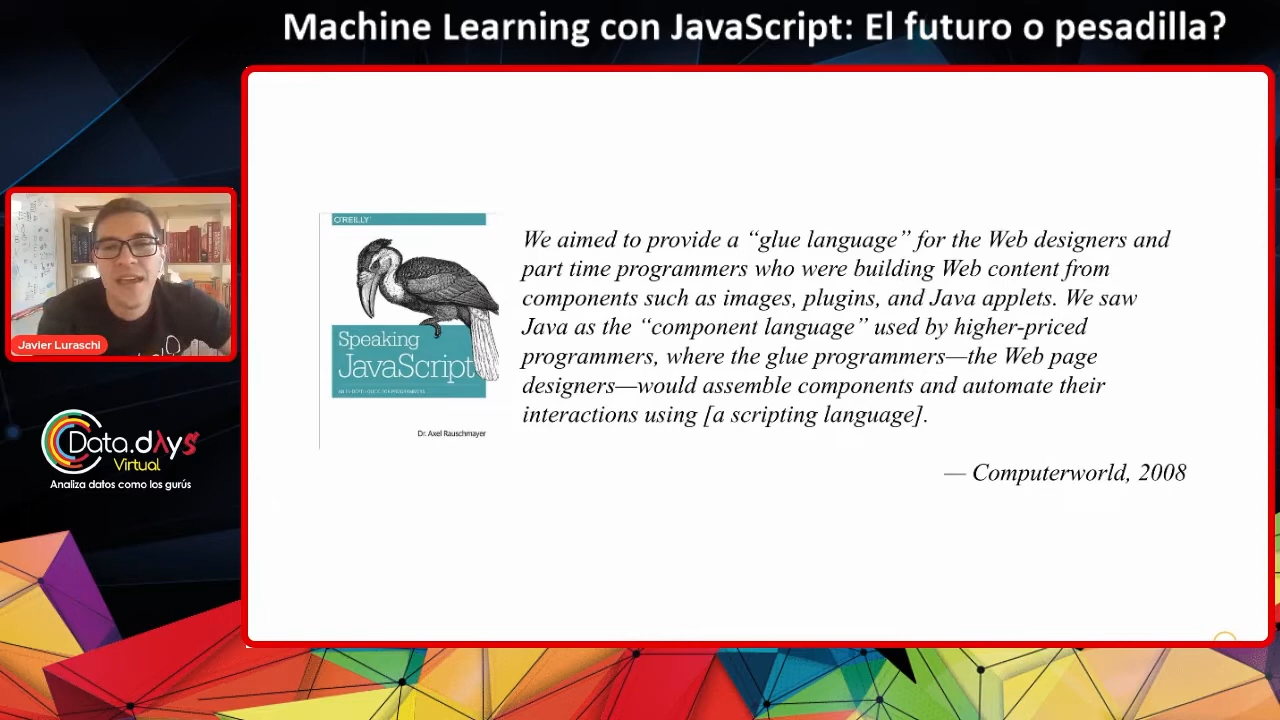 Machine Learning con JavaScript: El futuro o pesadilla?
O'REILLY
Speaking
JavaScript
Dr. Axel Rauschmayer
We aimed to provide a “glue language” for the Web designers and
part time programmers who were building Web content from
components such as images, plugins, and Java applets. We saw
Java as the “component language” used by higher-priced
programmers, where the glue programmers—the Web page
designers—would assemble components and automate their
interactions using [a scripting language].
— Computerworld, 2008
Javier Luraschi
Data.dλys
Virtual
Analiza datos como los gurús